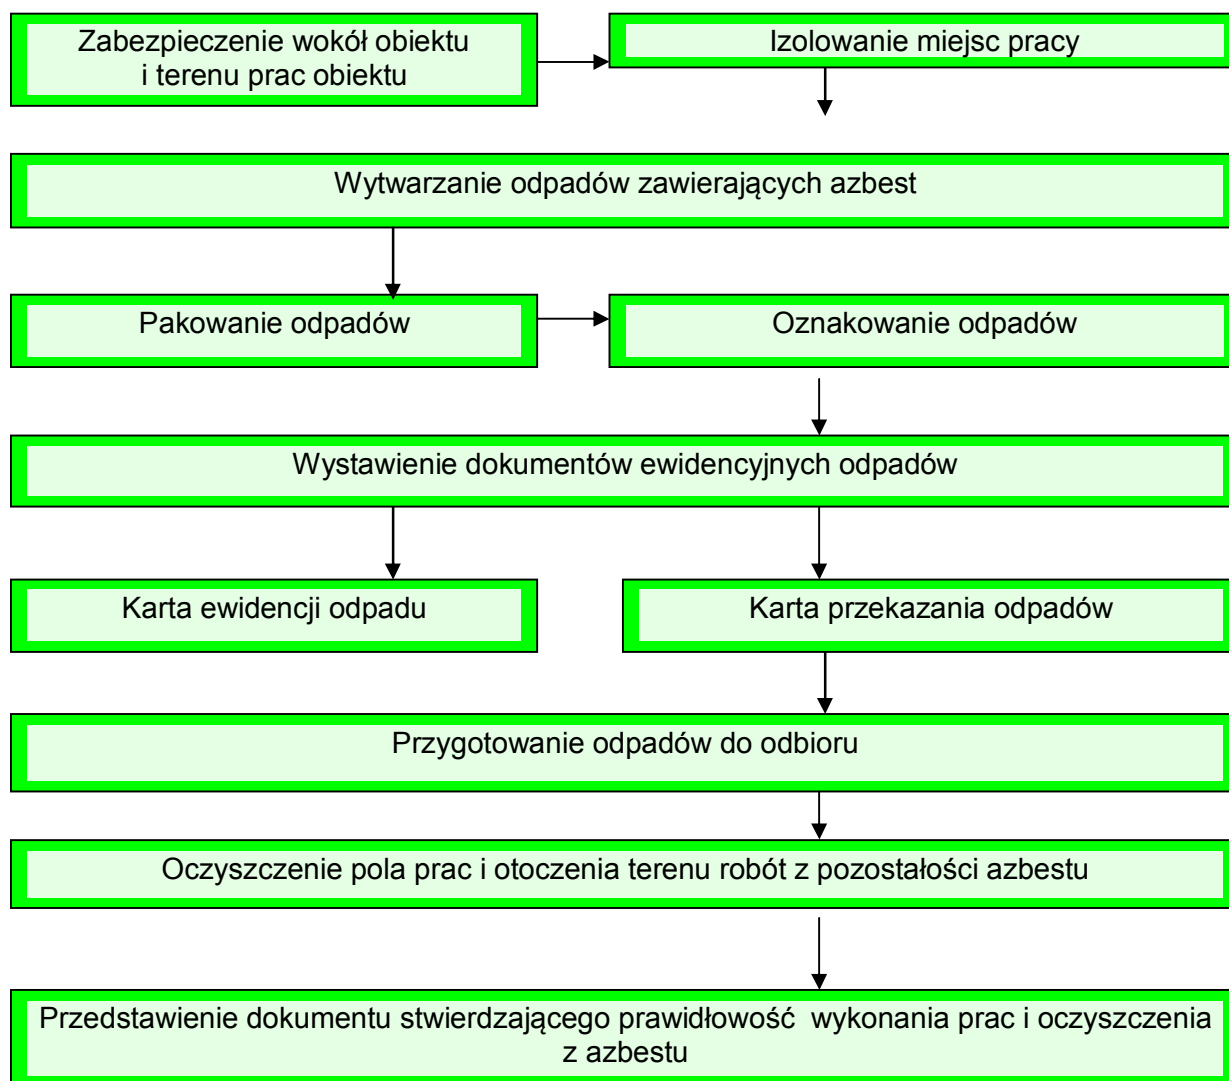 Zabezpieczenie wokół obiektu
i terenu prac obiektu
Izolowanie miejsc pracy
Wytwarzanie odpadów zawierających azbest
Pakowanie odpadów
Oznakowanie odpadów
Wystawienie dokumentów ewidencyjnych odpadów
Karta ewidencji odpadu
Karta przekazania odpadów
Przygotowanie odpadów do odbioru
Oczyszczenie pola prac i otoczenia terenu robót z pozostałości azbestu
Przedstawienie dokumentu stwierdzającego prawidłowość wykonania prac i oczyszczenia
z azbestu